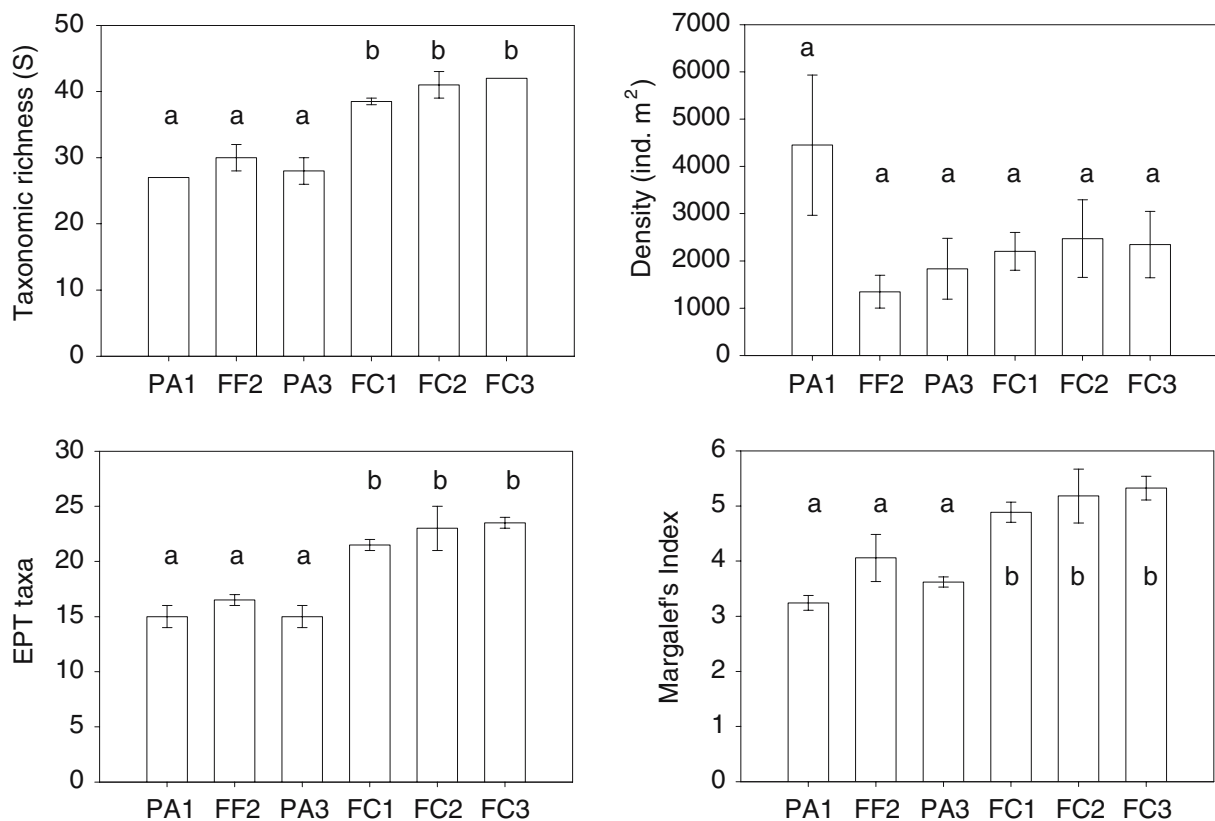 Taxonomic richness (S)
50
40
30
20
10
0
a a a b b b
PA1 FF2 PA3 FC1 FC2 FC3
Density (ind. m²)
7000
6000
5000
4000
3000
2000
1000
0
a a a a a a
PA1 FF2 PA3 FC1 FC2 FC3
EPT taxa
30
25
20
15
10
5
0
a a a b b b
PA1 FF2 PA3 FC1 FC2 FC3
Margalef's Index
6
5
4
3
2
1
0
a a a b b b
PA1 FF2 PA3 FC1 FC2 FC3